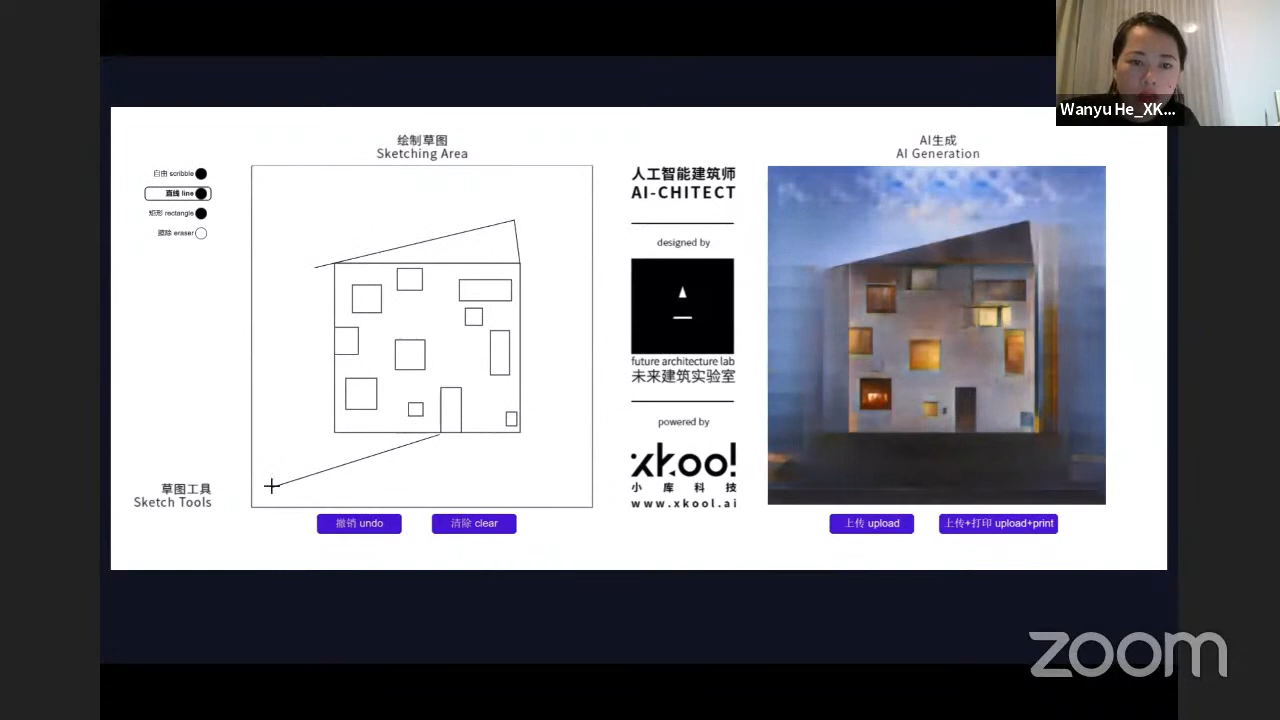 Wanyu He_XK...
绘制草图
Sketching Area
AI生成
AI Generation
自由 scribble
直线 line
矩形 rectangle
擦除 eraser
人工智能建筑师
AI-CHITECT
designed by
future architecture lab
未来建筑实验室
powered by
xkool
小库科技
www.xkool.ai
草图工具
Sketch Tools
撤销 undo
清除 clear
上传 upload
上传+打印 upload+print
zoom